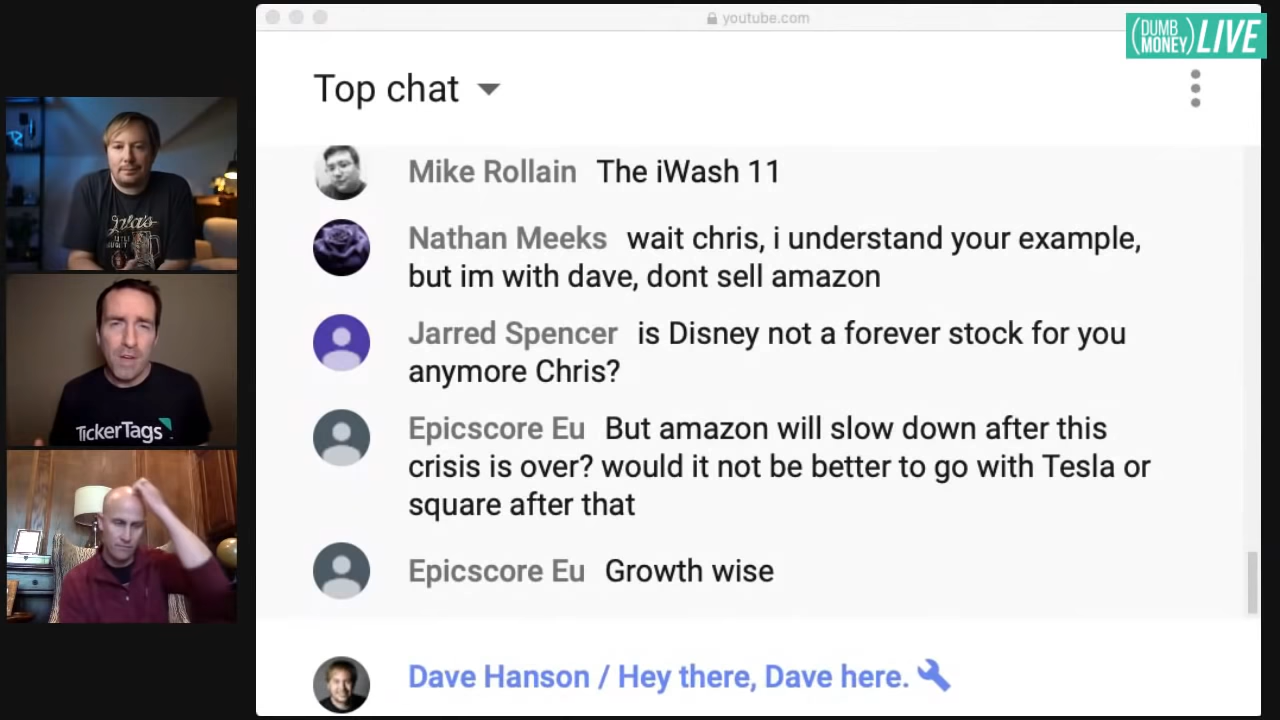 youtube.com
(DUMB MONEY) LIVE
Top chat
Mike Rollain The iWash 11
Nathan Meeks wait chris, i understand your example,
but im with dave, dont sell amazon
Jarred Spencer is Disney not a forever stock for you
anymore Chris?
Epicscore Eu But amazon will slow down after this
crisis is over? would it not be better to go with Tesla or
square after that
Epicscore Eu Growth wise
Dave Hanson / Hey there, Dave here.
TickerTags